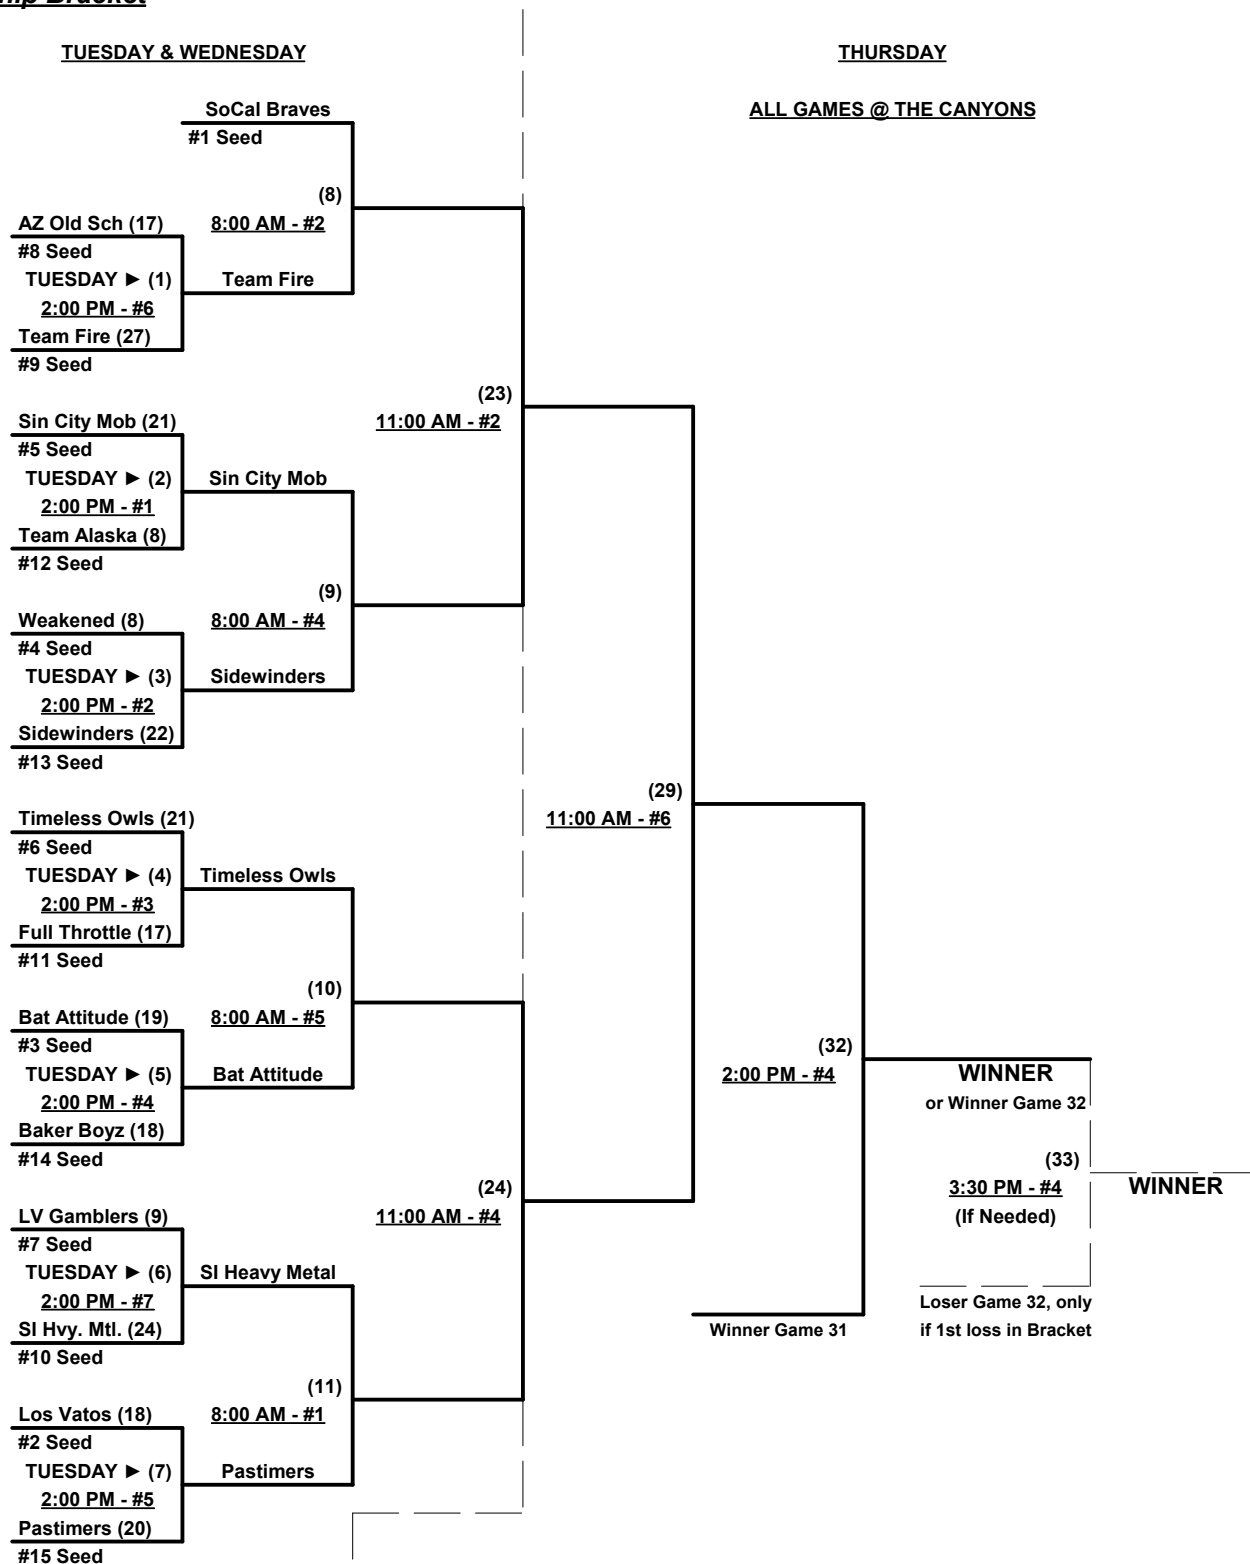 Bracket
TUESDAY & WEDNESDAY
THURSDAY
SoCal Braves
ALL GAMES @ THE CANYONS
#1 Seed
(8)
AZ Old Sch (17)
8:00 AM - #2
#8 Seed
TUESDAY ► (1)
Team Fire
2:00 PM - #6
Team Fire (27)
#9 Seed
(23)
Sin City Mob (21)
11:00 AM - #2
#5 Seed
TUESDAY ► (2)
Sin City Mob
2:00 PM - #1
Team Alaska (8)
#12 Seed
(9)
Weakened (8)
8:00 AM - #4
#4 Seed
TUESDAY ► (3)
Sidewinders
2:00 PM - #2
Sidewinders (22)
#13 Seed
(29)
Timeless Owls (21)
11:00 AM - #6
#6 Seed
TUESDAY ► (4)
Timeless Owls
2:00 PM - #3
Full Throttle (17)
#11 Seed
(10)
Bat Attitude (19)
8:00 AM - #5
#3 Seed
(32)
TUESDAY ► (5)
Bat Attitude
2:00 PM - #4
WINNER
2:00 PM - #4
or Winner Game 32
Baker Boyz (18)
#14 Seed
(33)
(24)
3:30 PM - #4
WINNER
LV Gamblers (9)
11:00 AM - #4
(If Needed)
#7 Seed
TUESDAY ► (6)
SI Heavy Metal
2:00 PM - #7
Loser Game 32, only
SI Hvy. Mtl. (24)
Winner Game 31
if 1st loss in Bracket
#10 Seed
(11)
Los Vatos (18)
8:00 AM - #1
#2 Seed
TUESDAY ► (7)
Pastimers
2:00 PM - #5
Pastimers (20)
#15 Seed